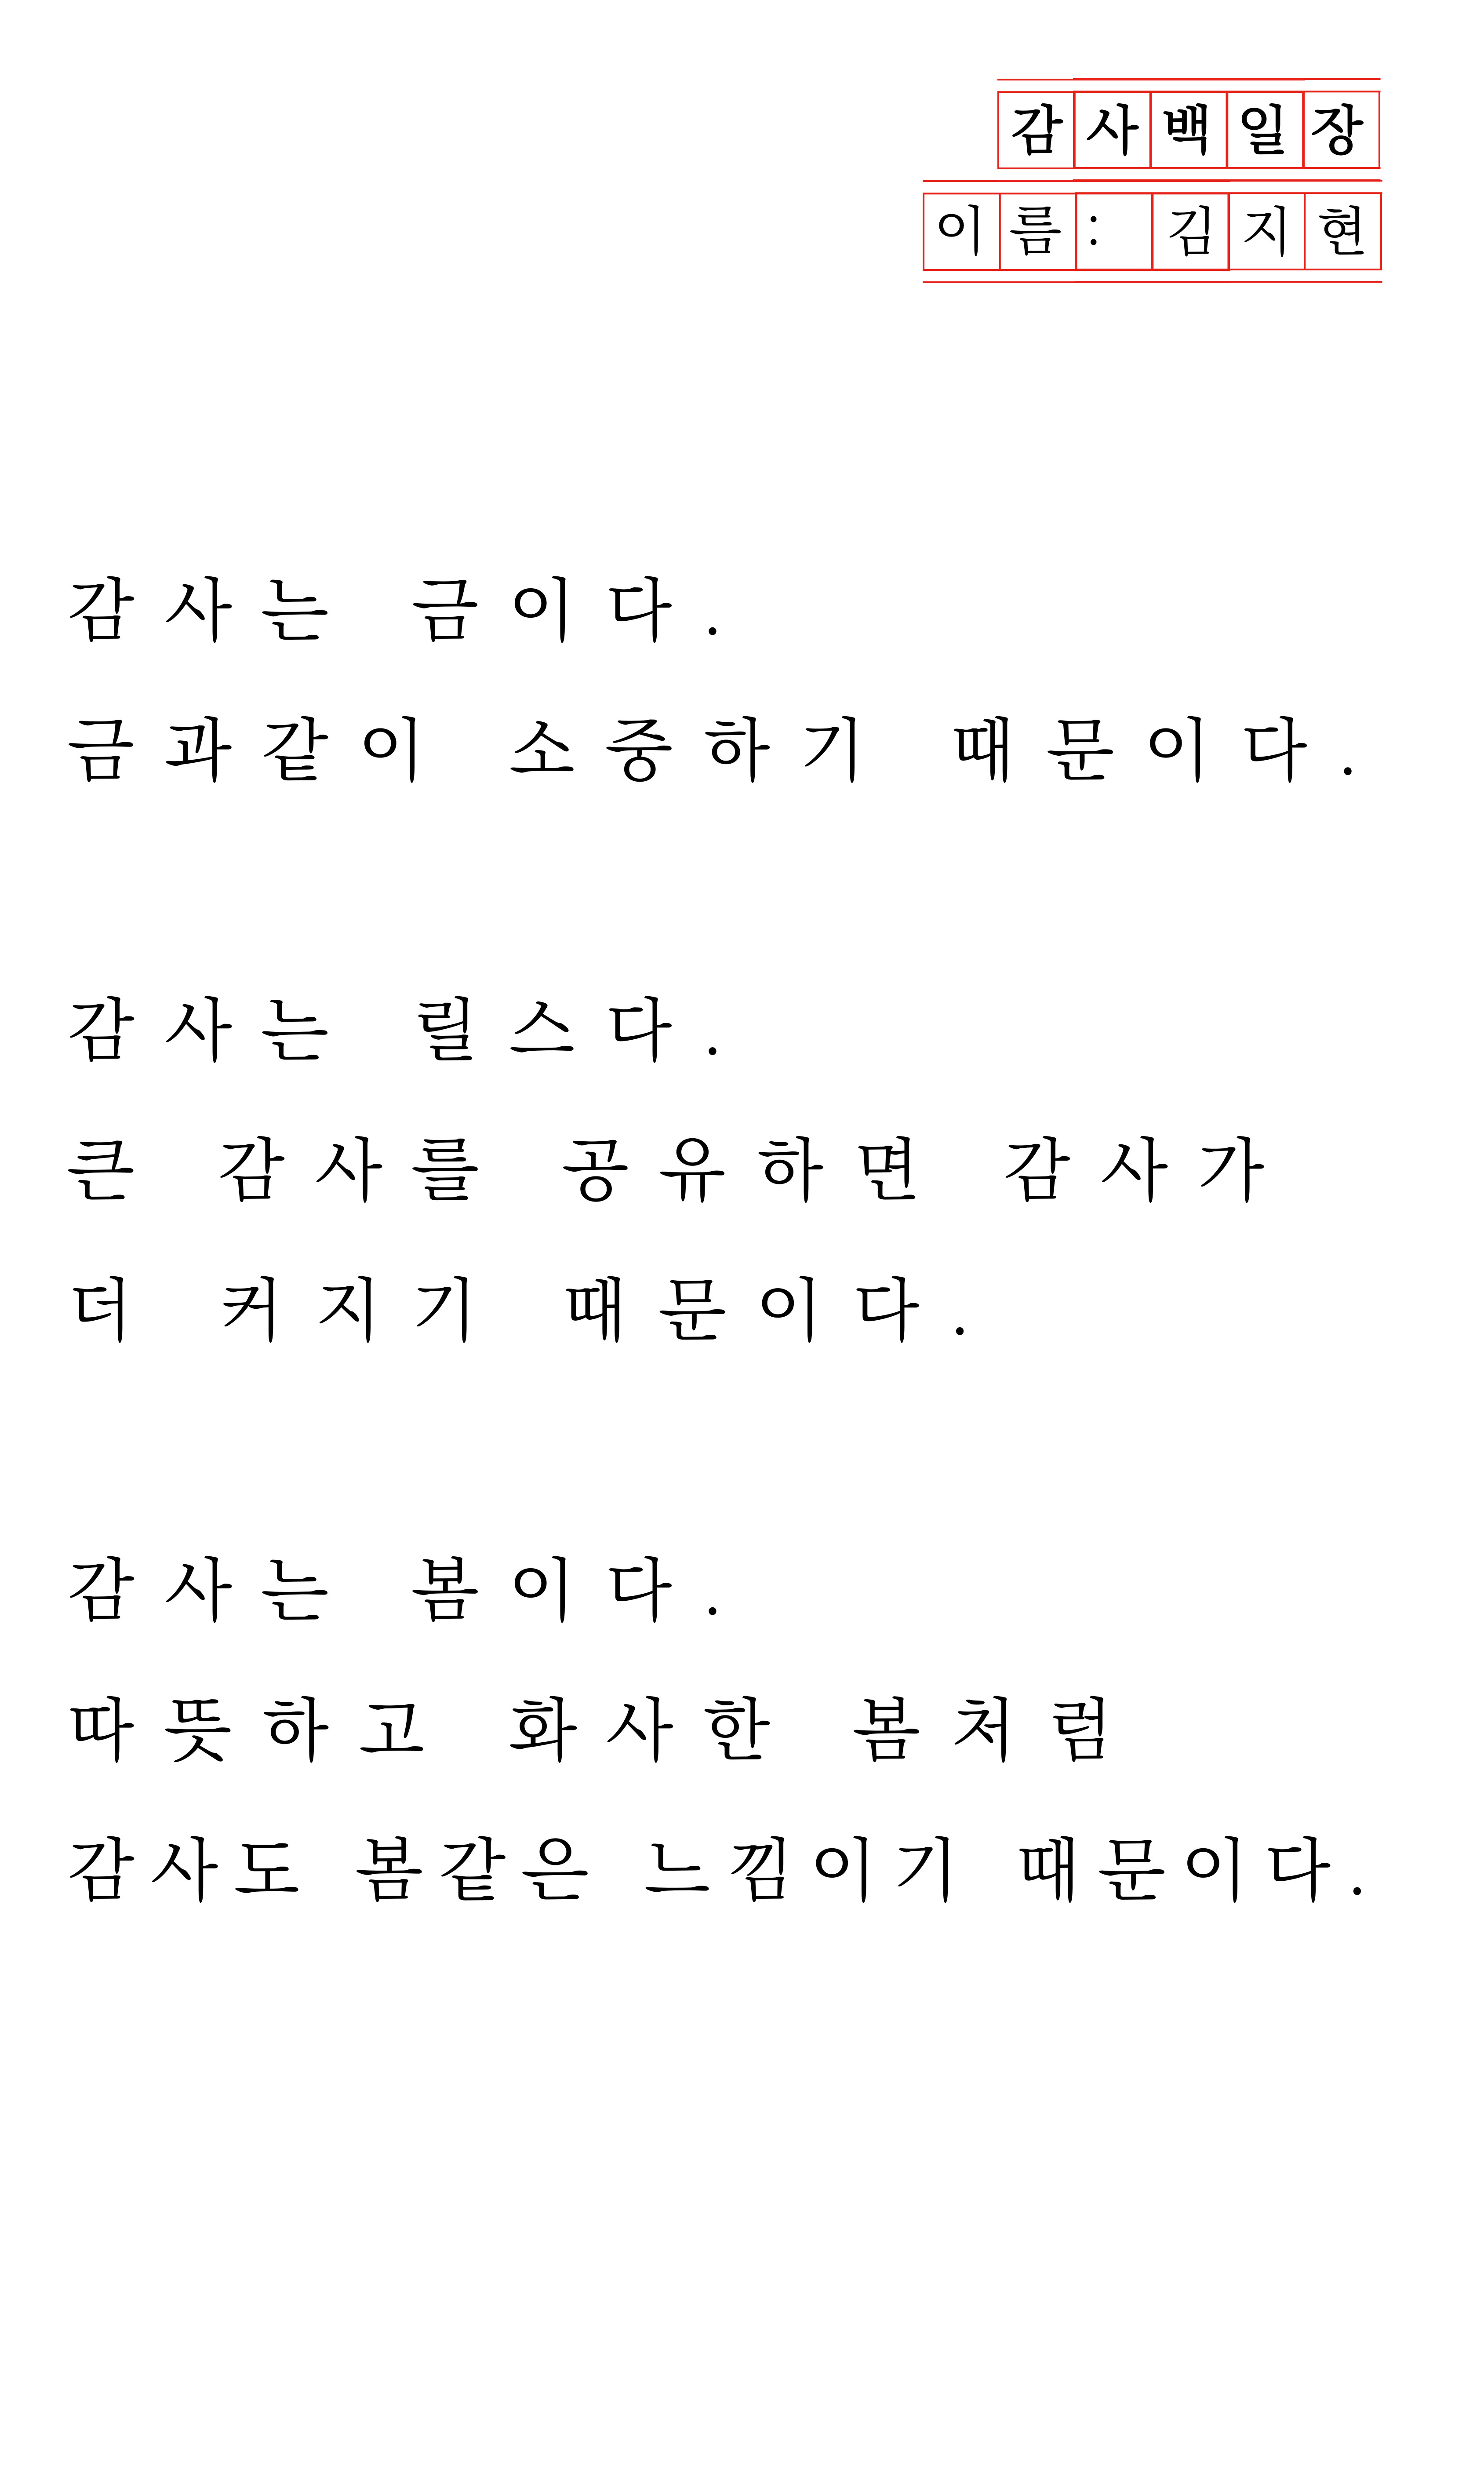 감사백일장
이름: 김지현
감사는 금이다.
금과같이 소중하기 때문이다.
감사는 릴스다.
큰 감사를 공유하면 감사가
더 커지기 때문이다.
감사는 봄이다.
따뜻하고 화사한 봄처럼
감사도 봄같은 느낌이기 때문이다.